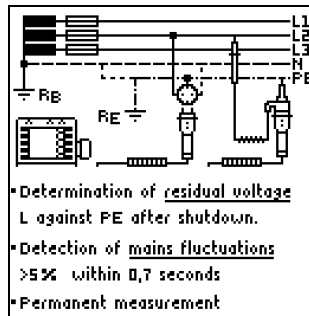 L1
L2
L3
N
PE
RB
RE
▪ Determination of residual voltage
L against PE after shutdown.
▪ Detection of mains fluctuations
>5% within 0,7 seconds
▪ Permanent measurement